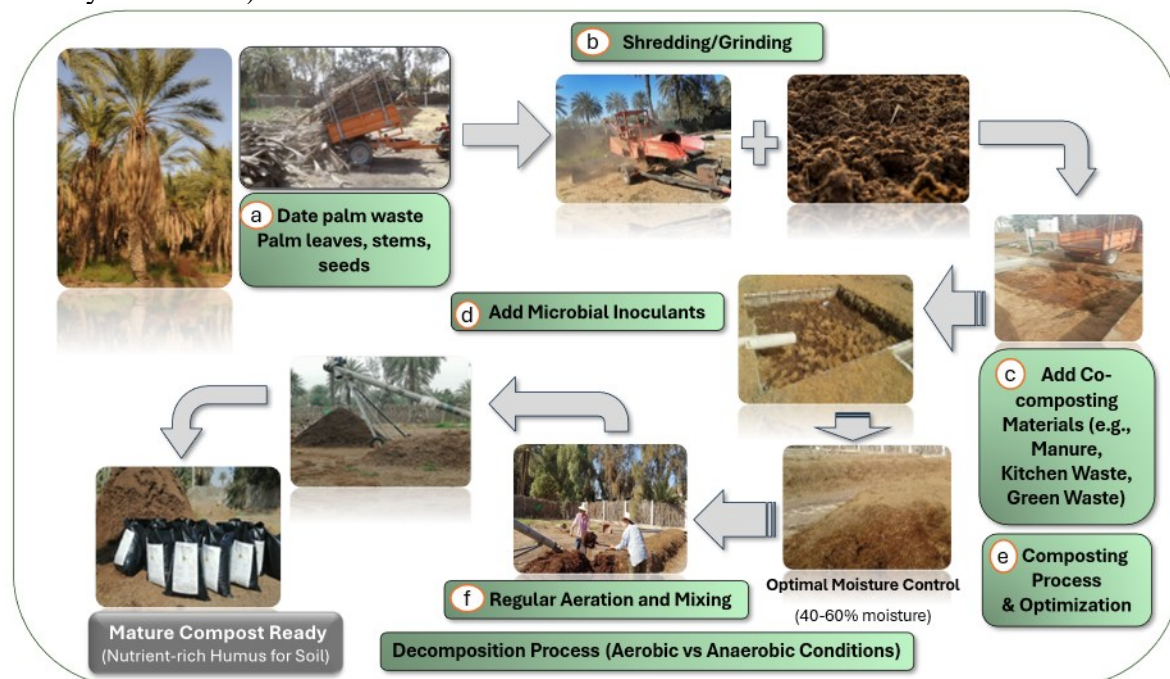 b Shredding/Grinding
a Date palm waste
Palm leaves, stems,
seeds
d Add Microbial Inoculants
c Add Co-
composting
Materials (e.g.,
Manure,
Kitchen Waste,
Green Waste)
Optimal Moisture Control
(40-60% moisture)
e Composting
Process
& Optimization
f Regular Aeration and Mixing
Mature Compost Ready
(Nutrient-rich Humus for Soil)
Decomposition Process (Aerobic vs Anaerobic Conditions)